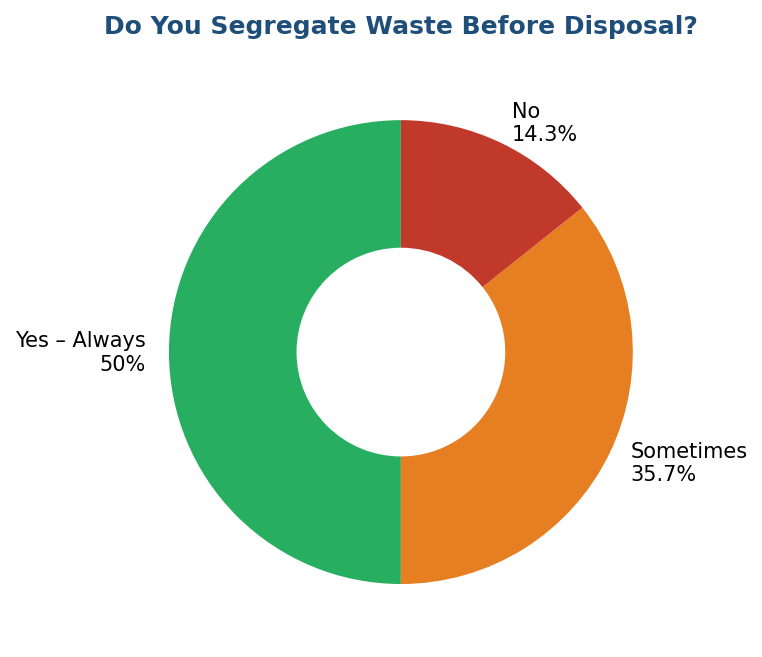 Do You Segregate Waste Before Disposal?
No
14.3%
Yes – Always
50%
Sometimes
35.7%